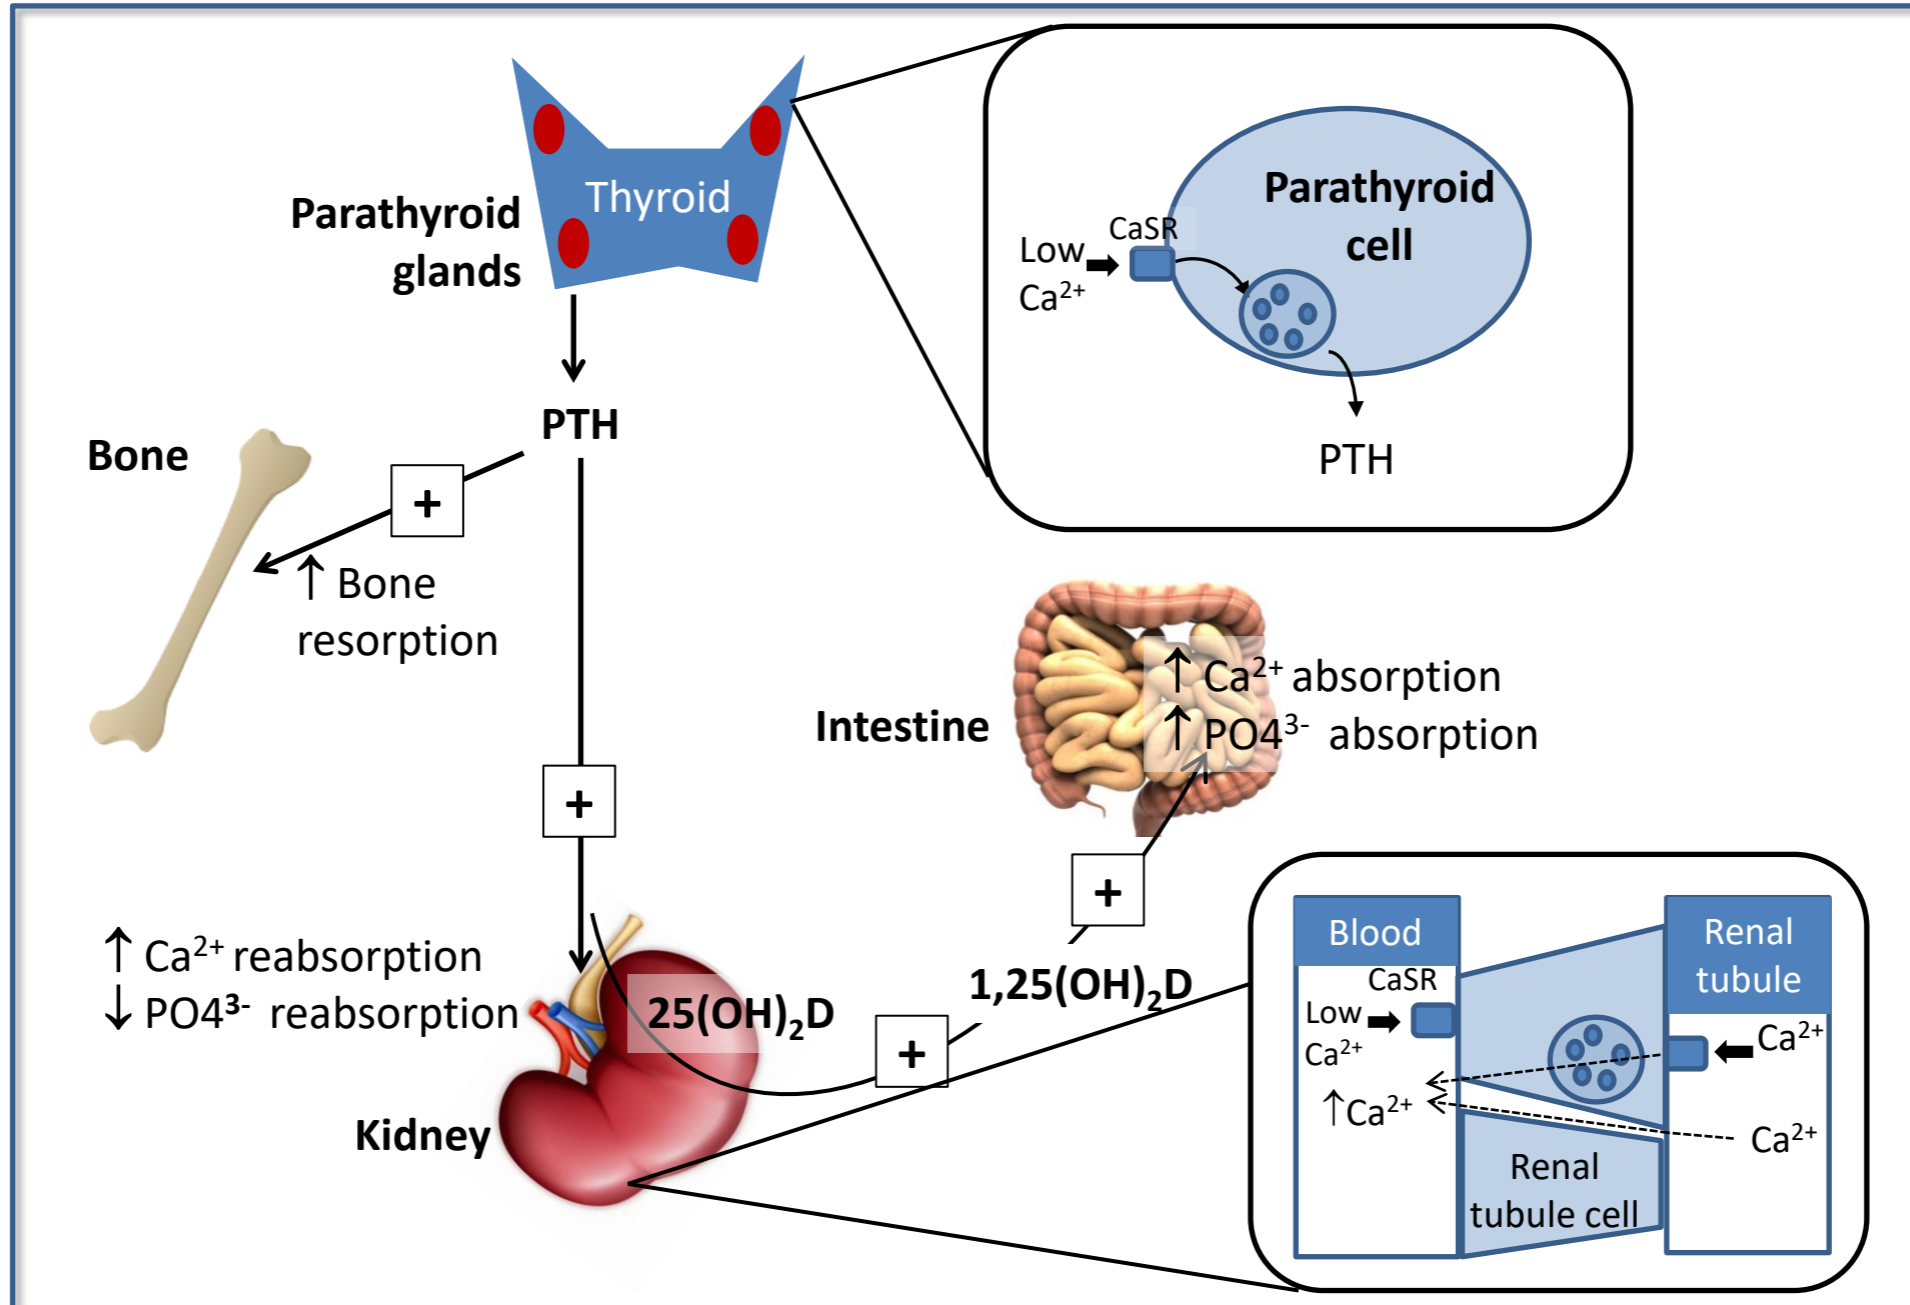 Thyroid
Parathyroid
glands
PTH
Bone
+
↑ Bone
resorption
+
↑ Ca²⁺ reabsorption
↓ PO4³⁻ reabsorption
25(OH)₂D
Kidney
+
1,25(OH)₂D
+
Intestine
↑ Ca²⁺ absorption
↑ PO4³⁻ absorption
Parathyroid
cell
CaSR
Low
Ca²⁺
PTH
Blood
CaSR
Low
Ca²⁺
↑Ca²⁺
Renal
tubule
Ca²⁺
Ca²⁺
Renal
tubule cell